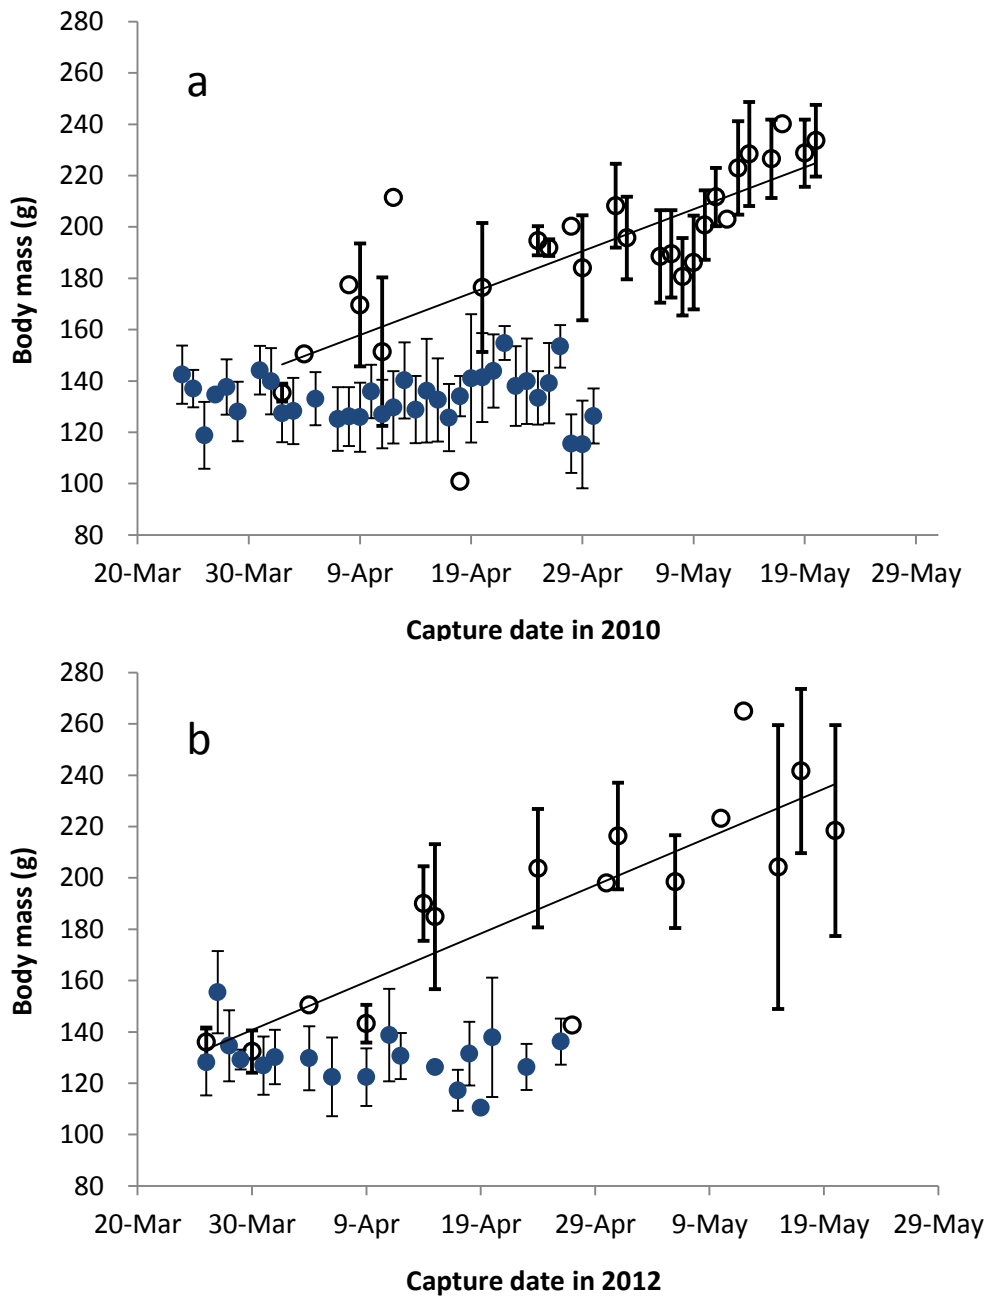 280
260
240
220
200
180
160
140
120
100
80
Body mass (g)
a
20-Mar 30-Mar 9-Apr 19-Apr 29-Apr 9-May 19-May 29-May
Capture date in 2010
280
260
240
220
200
180
160
140
120
100
80
Body mass (g)
b
20-Mar 30-Mar 9-Apr 19-Apr 29-Apr 9-May 19-May 29-May
Capture date in 2012